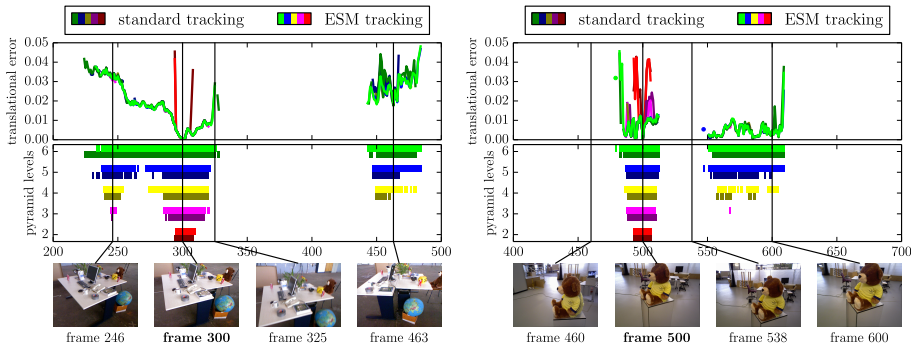 standard tracking ESM tracking
translational error
0.05
0.04
0.03
0.02
0.01
0.00
pyramid levels
6
5
4
3
2
200 250 300 350 400 450 500
frame 246 frame 300 frame 325 frame 463
standard tracking ESM tracking
translational error
0.05
0.04
0.03
0.02
0.01
0.00
pyramid levels
6
5
4
3
2
400 450 500 550 600 650 700
frame 460 frame 500 frame 538 frame 600